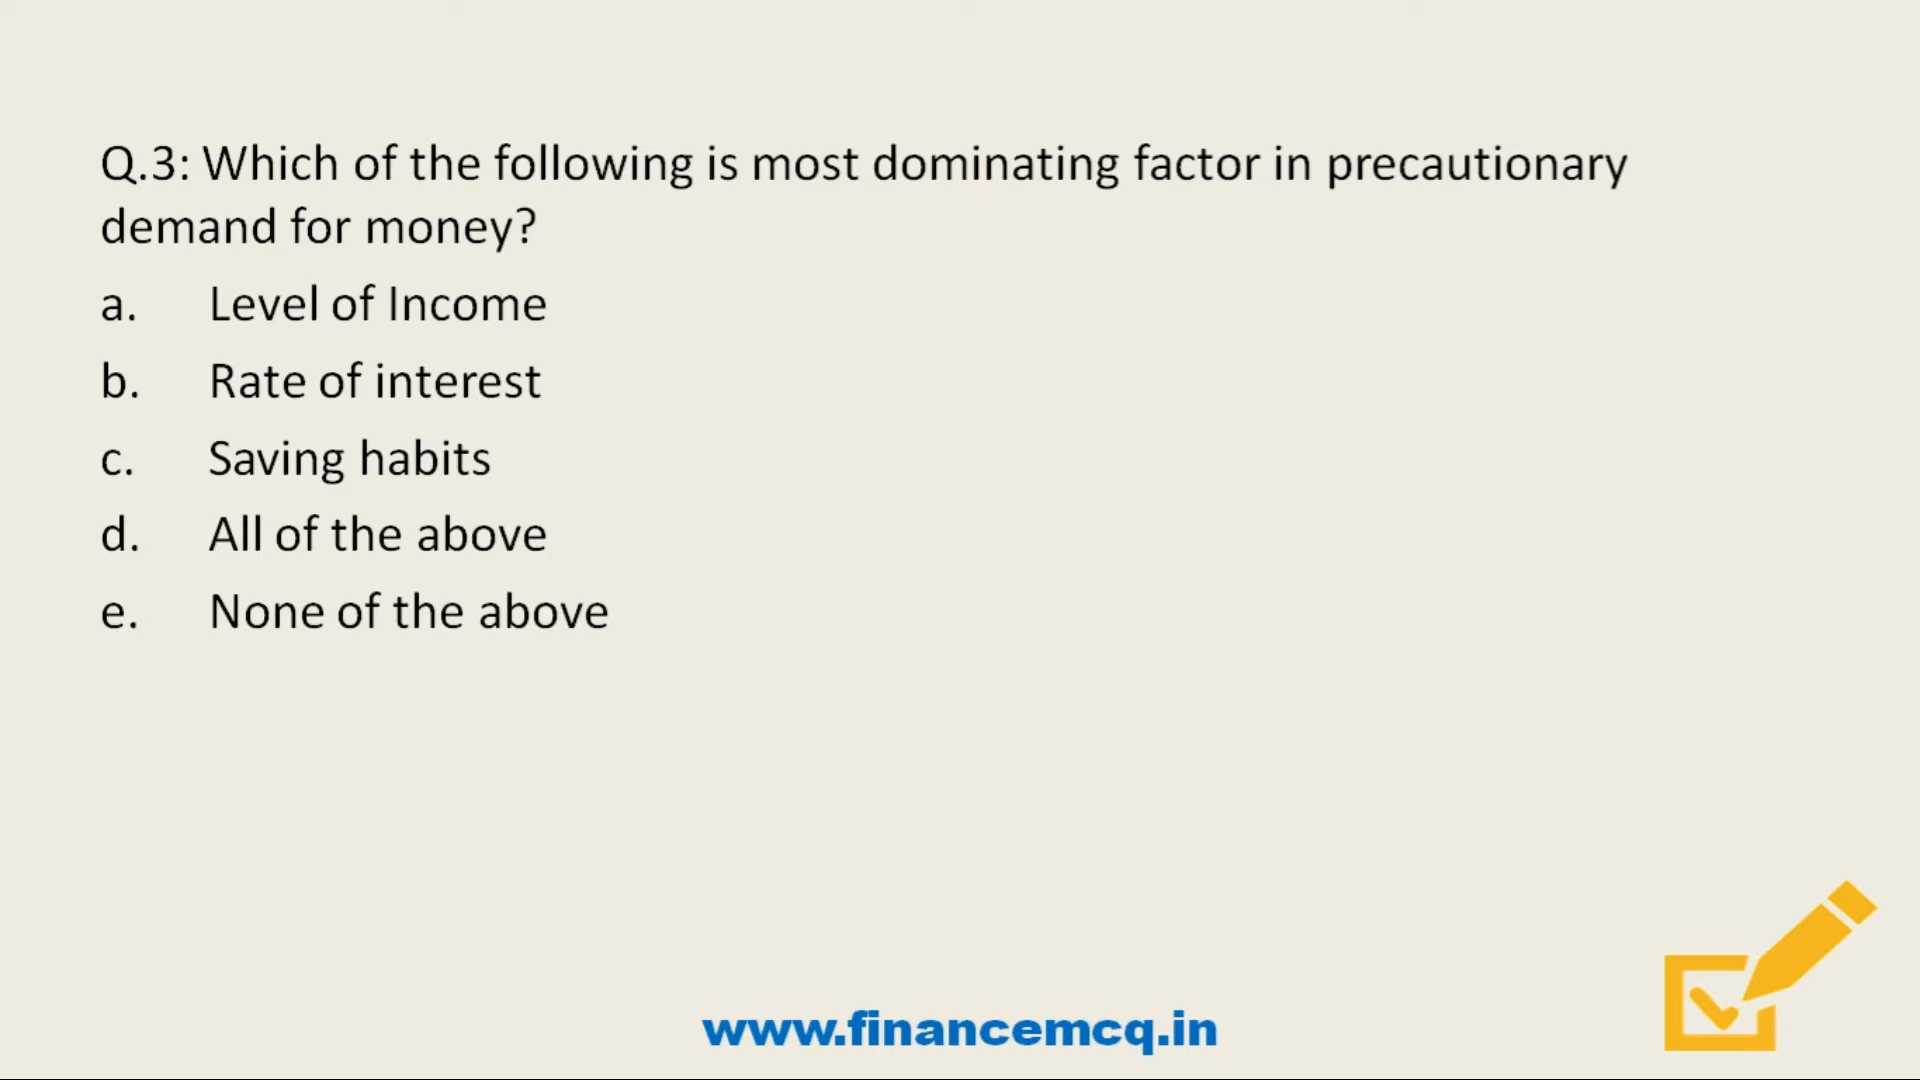 Q.3: Which of the following is most dominating factor in precautionary
demand for money?
a. Level of Income
b. Rate of interest
c. Saving habits
d. All of the above
e. None of the above
www.financemcq.in